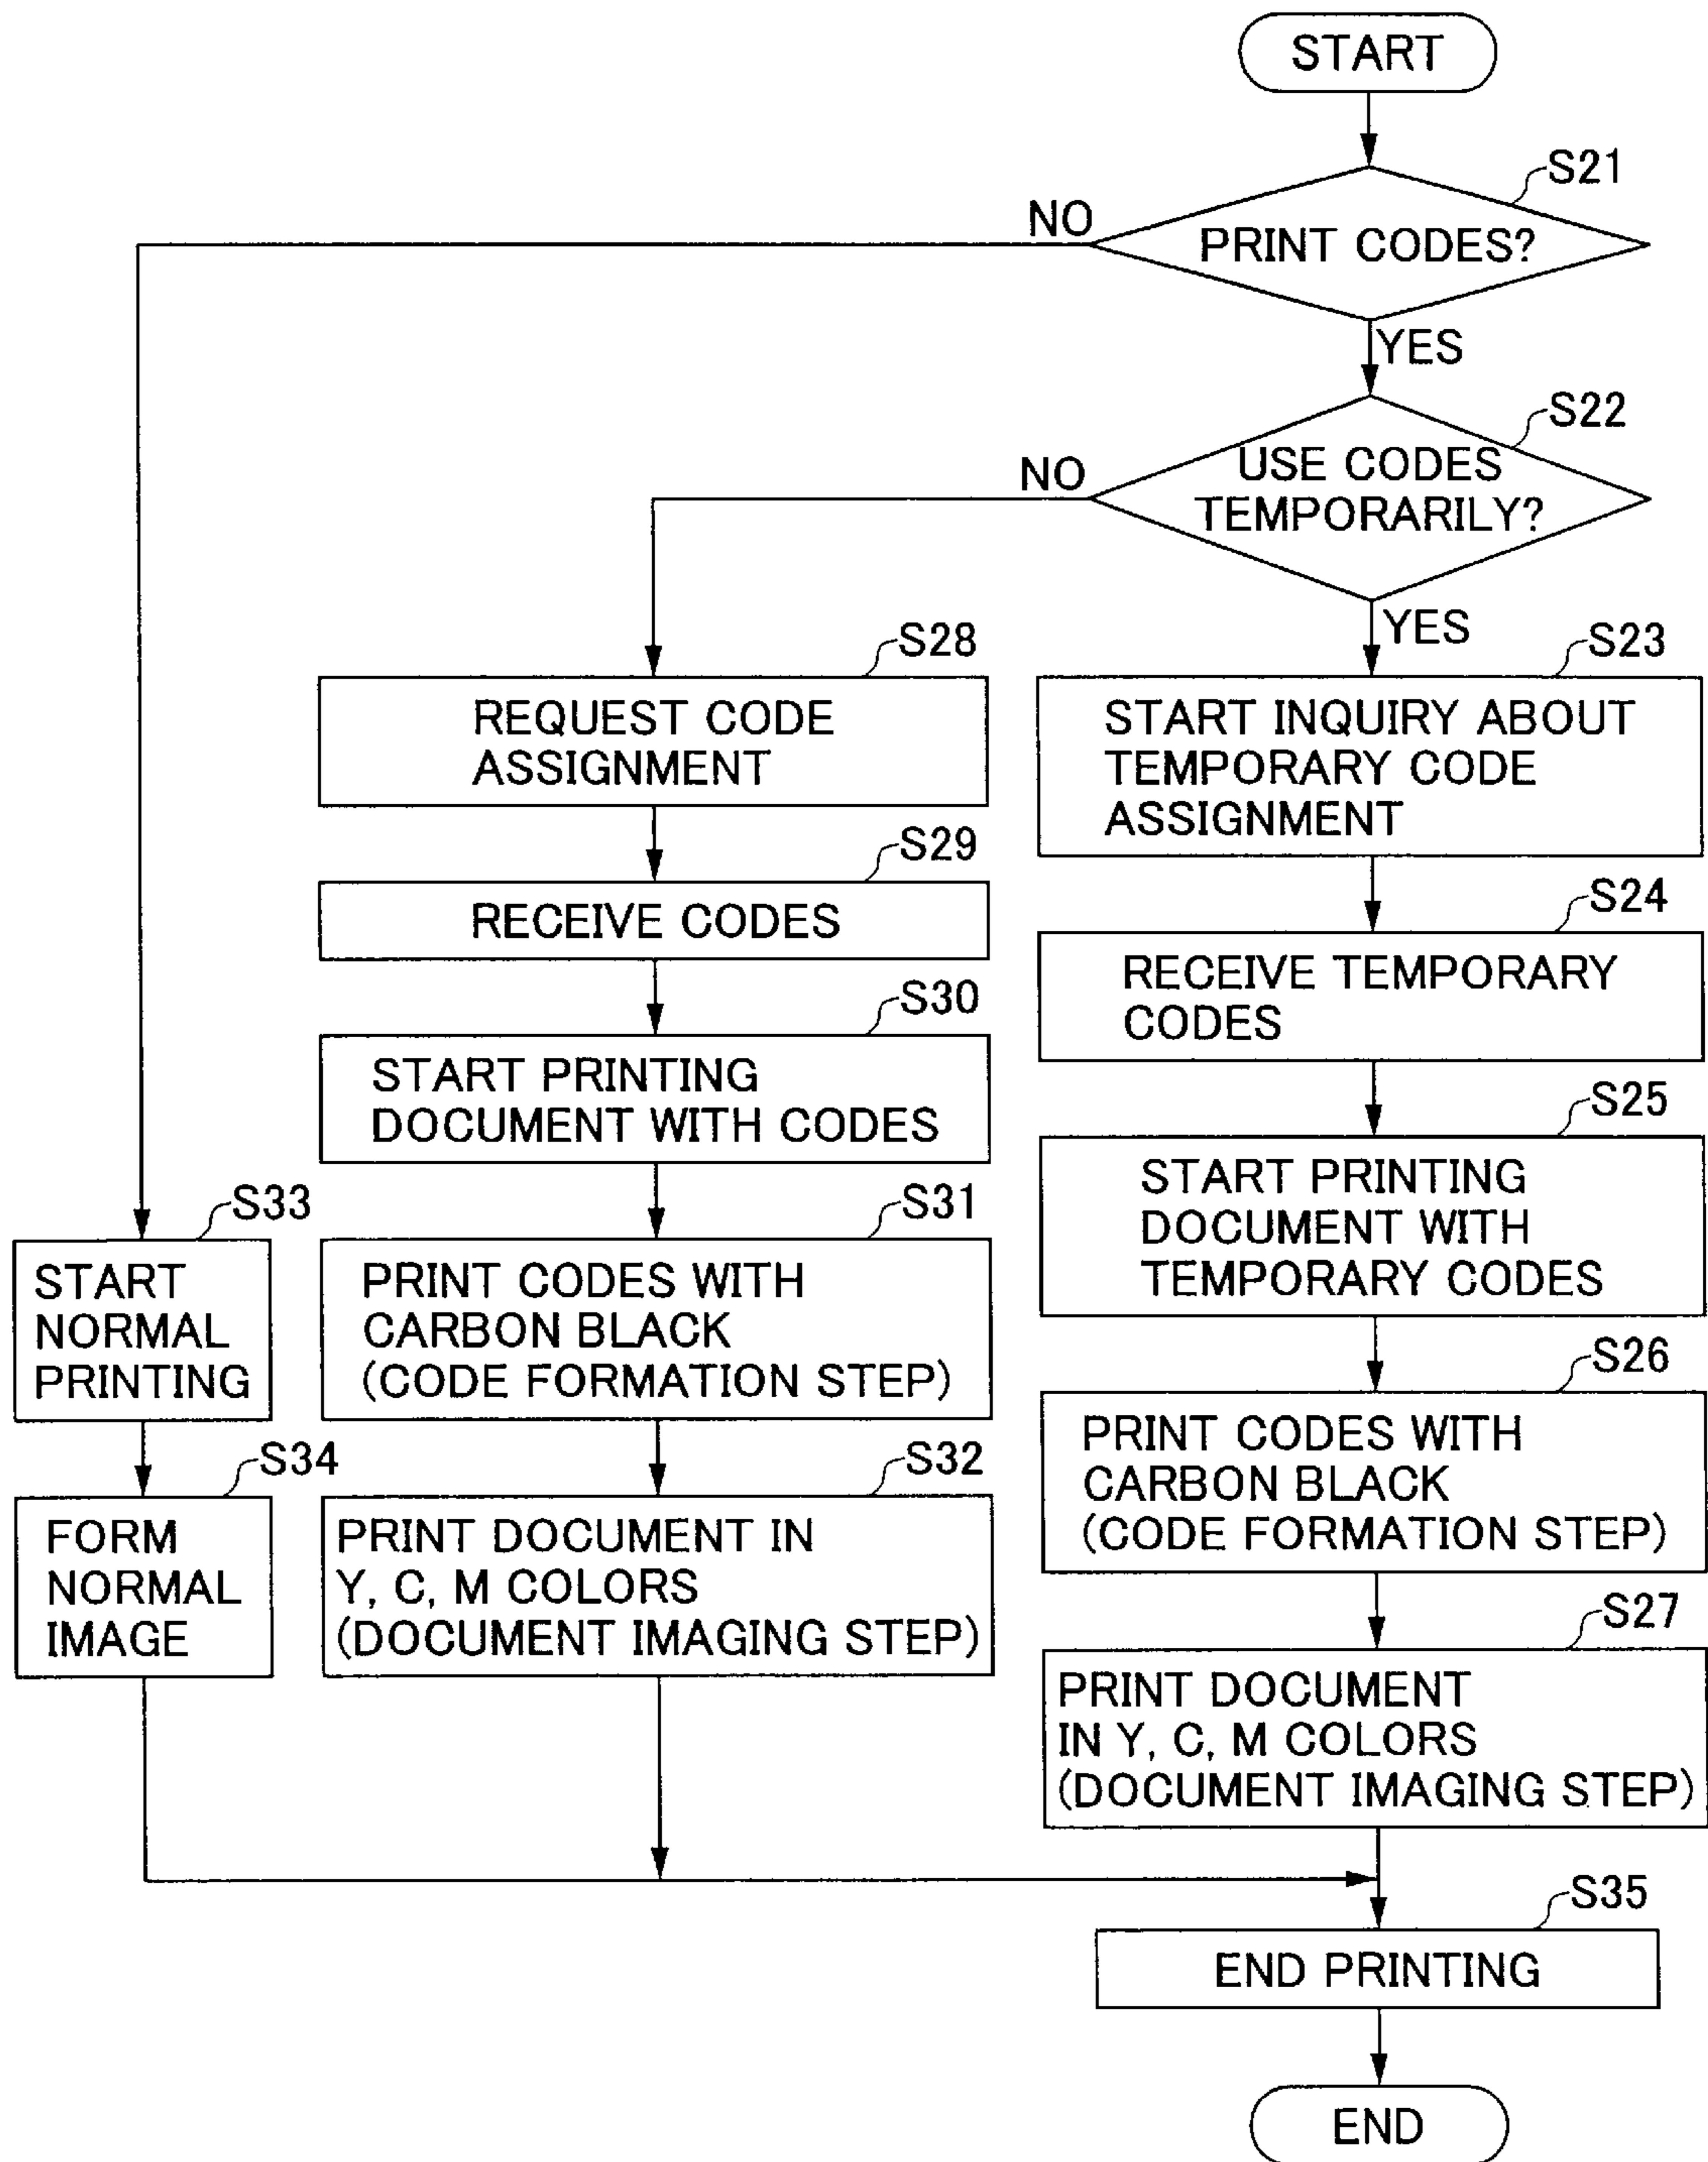 START
S21
NO
PRINT CODES?
YES
S22
NO
USE CODES
TEMPORARILY?
YES
S28
REQUEST CODE
ASSIGNMENT
S29
RECEIVE CODES
S30
START PRINTING
DOCUMENT WITH CODES
S31
PRINT CODES WITH
CARBON BLACK
(CODE FORMATION STEP)
S32
PRINT DOCUMENT IN
Y, C, M COLORS
(DOCUMENT IMAGING STEP)
S33
START
NORMAL
PRINTING
S34
FORM
NORMAL
IMAGE
S23
START INQUIRY ABOUT
TEMPORARY CODE
ASSIGNMENT
S24
RECEIVE TEMPORARY
CODES
S25
START PRINTING
DOCUMENT WITH
TEMPORARY CODES
S26
PRINT CODES WITH
CARBON BLACK
(CODE FORMATION STEP)
S27
PRINT DOCUMENT
IN Y, C, M COLORS
(DOCUMENT IMAGING STEP)
S35
END PRINTING
END